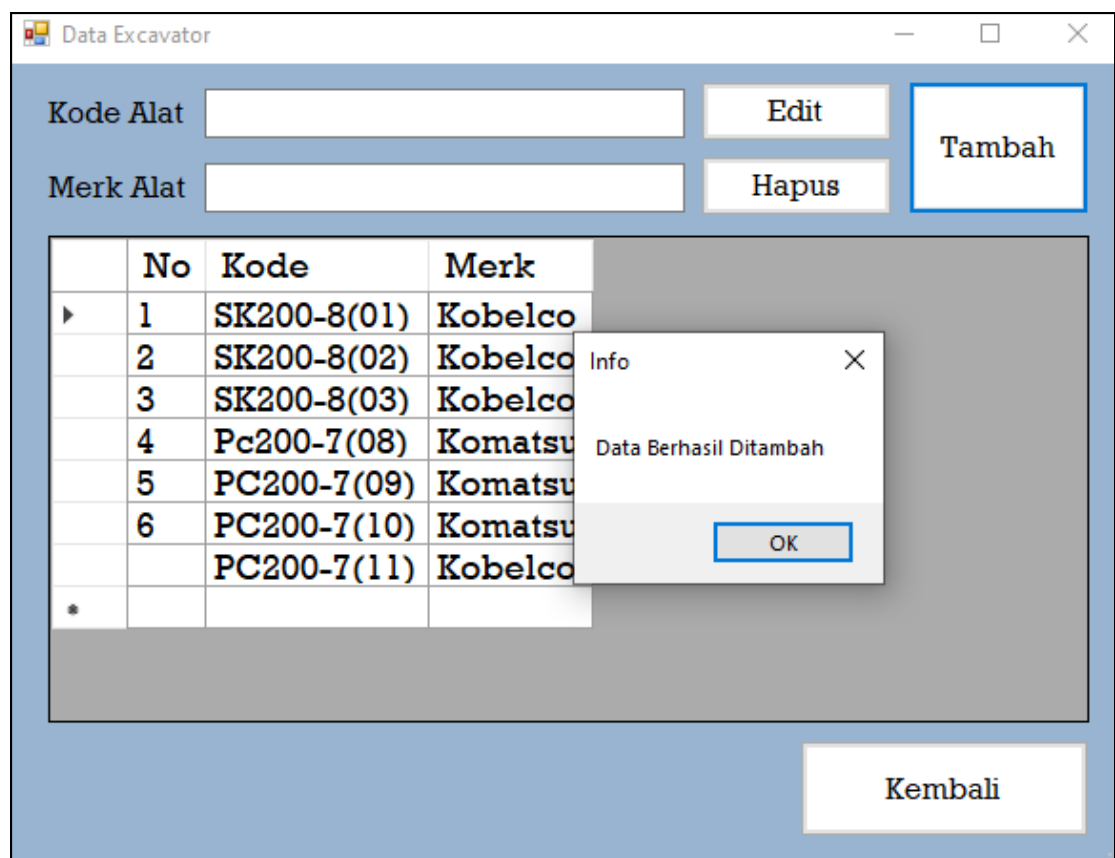 Data Excavator
Kode Alat
Edit
Tambah
Merk Alat
Hapus
No Kode Merk
1 SK200-8(01) Kobelco
2 SK200-8(02) Kobelco
3 SK200-8(03) Kobelco
4 Pc200-7(08) Komatsu
5 PC200-7(09) Komatsu
6 PC200-7(10) Komatsu
PC200-7(11) Kobelco
Info
Data Berhasil Ditambah
OK
Kembali